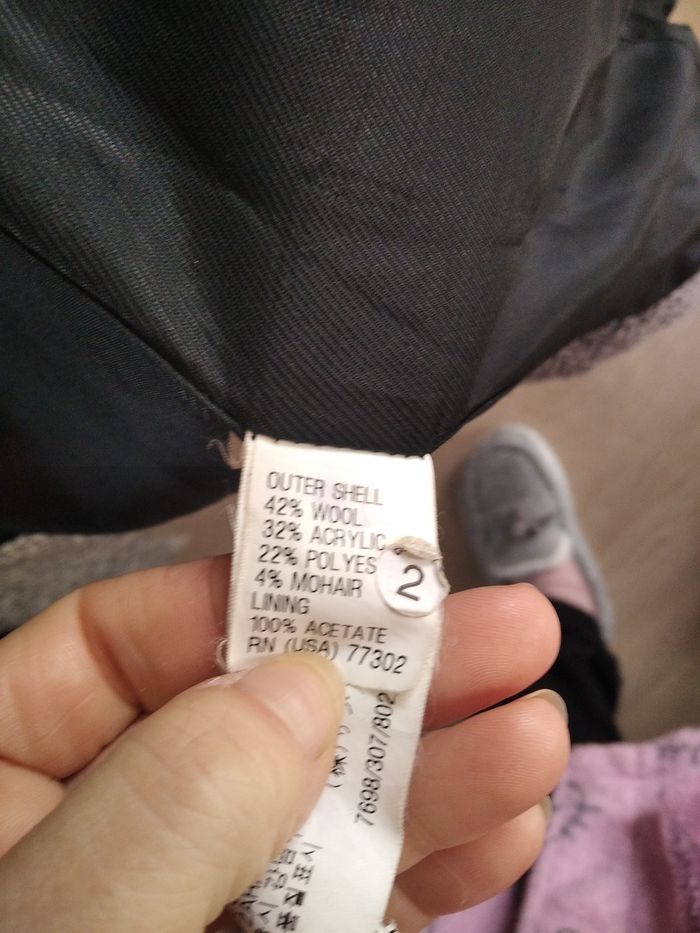 OUTER SHELL
42% WOOL
32% ACRYLIC
22% POLYES
4% MOHAIR
LINING
100% ACETATE
RN (USA) 77302
2
7698/307/802